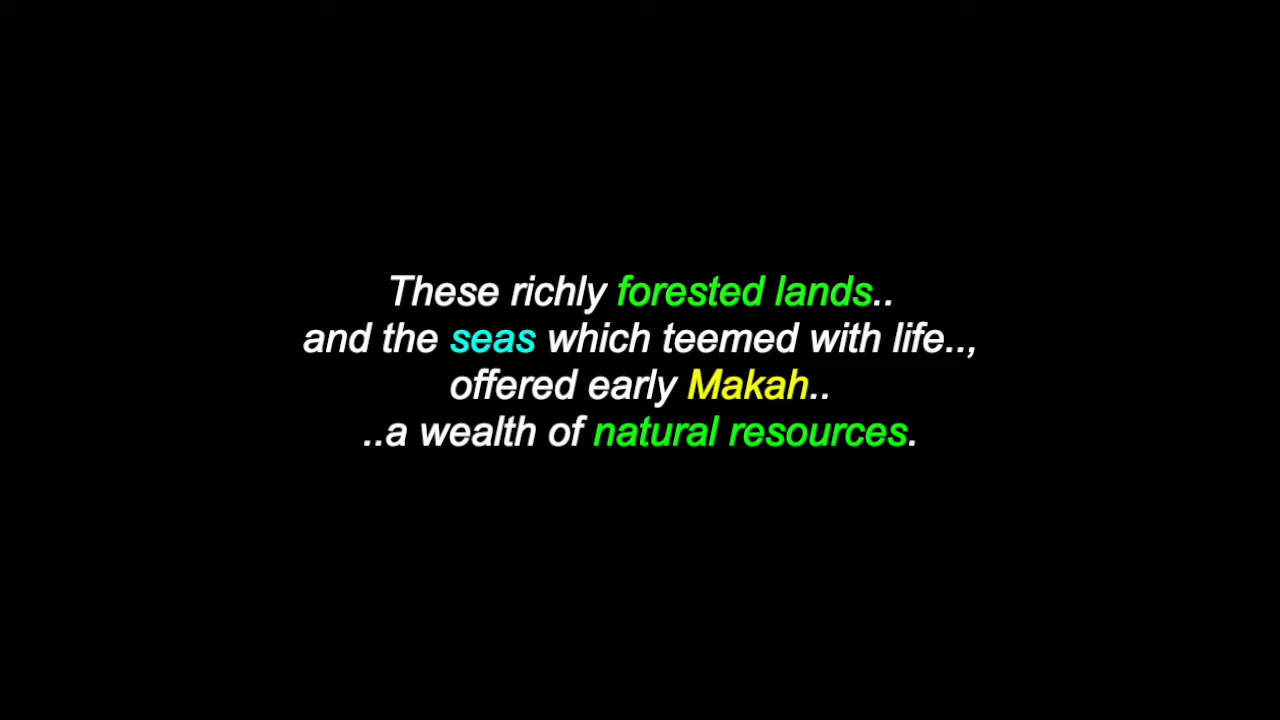 These richly forested lands..
and the seas which teemed with life..,
offered early Makah..
..a wealth of natural resources.